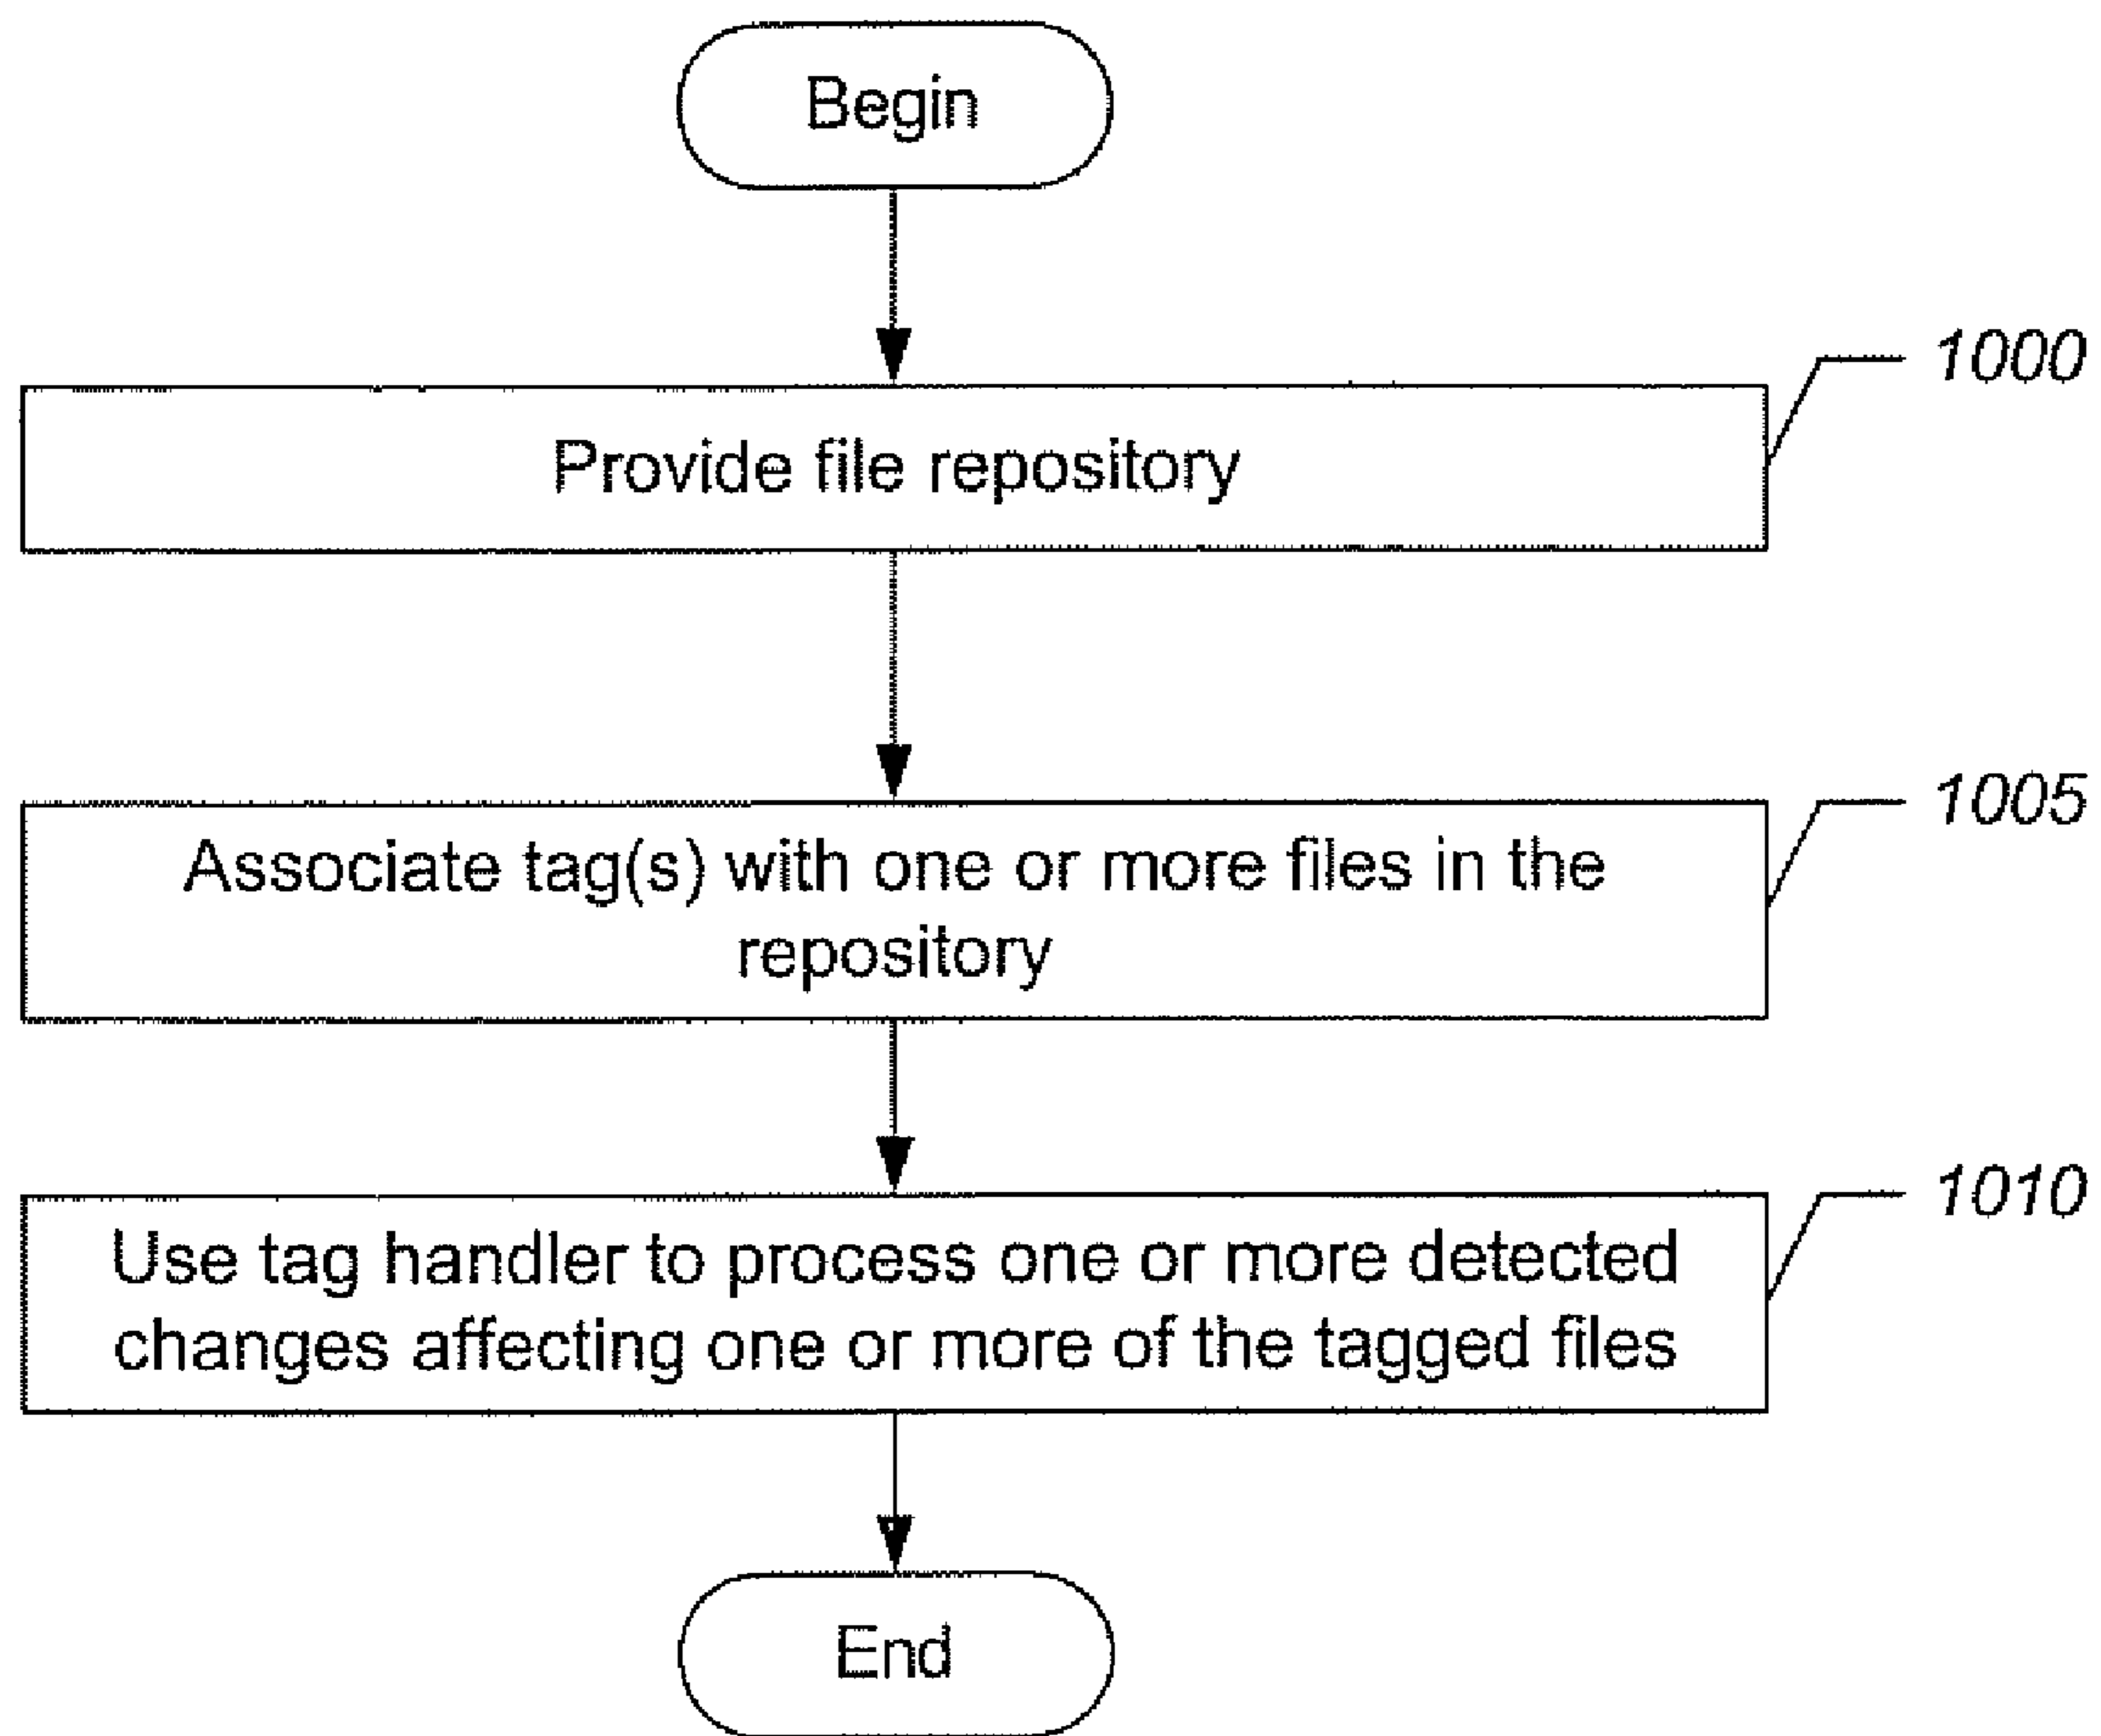 Begin
1000
Provide file repository
1005
Associate tag(s) with one or more files in the
repository
1010
Use tag handler to process one or more detected
changes affecting one or more of the tagged files
End